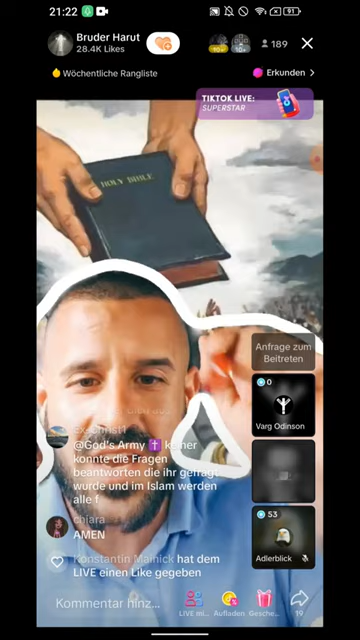 21:22
91
Bruder Harut
28.4K Likes
10+
10+
189
Wöchentliche Rangliste
Erkunden
TIKTOK LIVE:
SUPERSTAR
HOLY BIBLE
Anfrage zum
Beitreten
0
Varg Odinson
53
Adlerblick
@God's Army ✝️ keiner
konnte die Fragen
beantworten die ihr gefragt
wurde und im Islam werden
alle f
chiara
AMEN
Konstantin Mainick hat dem
LIVE einen Like gegeben
Kommentar hinz...
LIVE mi...
Aufladen
Gesche...
19